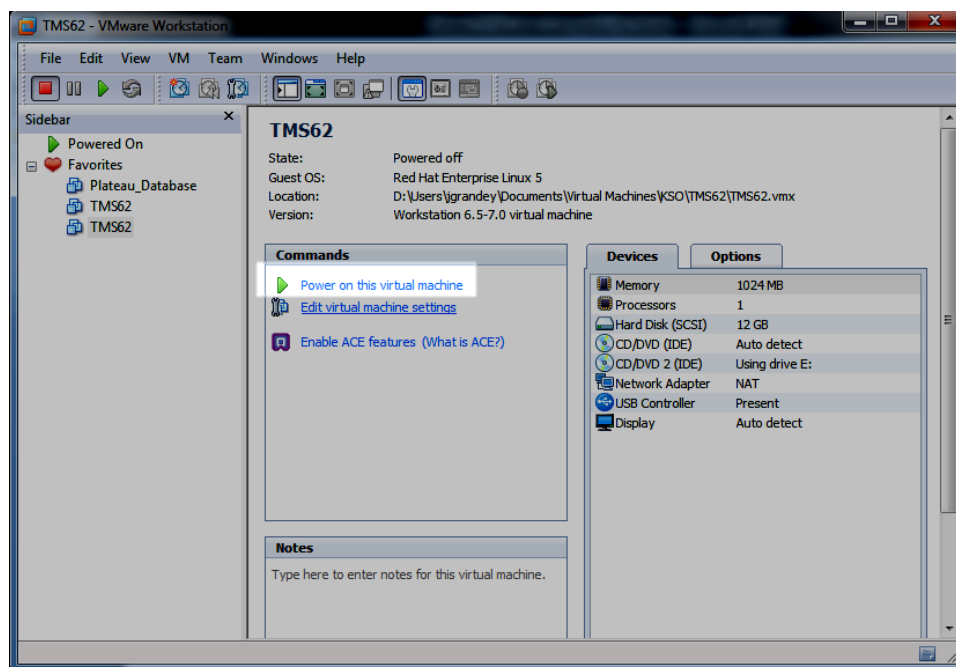 TMS62 - VMware Workstation
File Edit View VM Team Windows Help
Sidebar x
Powered On
Favorites
Plateau_Database
TMS62
TMS62
TMS62
State: Powered off
Guest OS: Red Hat Enterprise Linux 5
Location: D:\Users\jgrandey\Documents\Virtual Machines\KSO\TMS62\TMS62.vmx
Version: Workstation 6.5-7.0 virtual machine
Commands
Power on this virtual machine
Edit virtual machine settings
Enable ACE features (What is ACE?)
Devices Options
Memory 1024 MB
Processors 1
Hard Disk (SCSI) 12 GB
CD/DVD (IDE) Auto detect
CD/DVD 2 (IDE) Using drive E:
Network Adapter NAT
USB Controller Present
Display Auto detect
Notes
Type here to enter notes for this virtual machine.